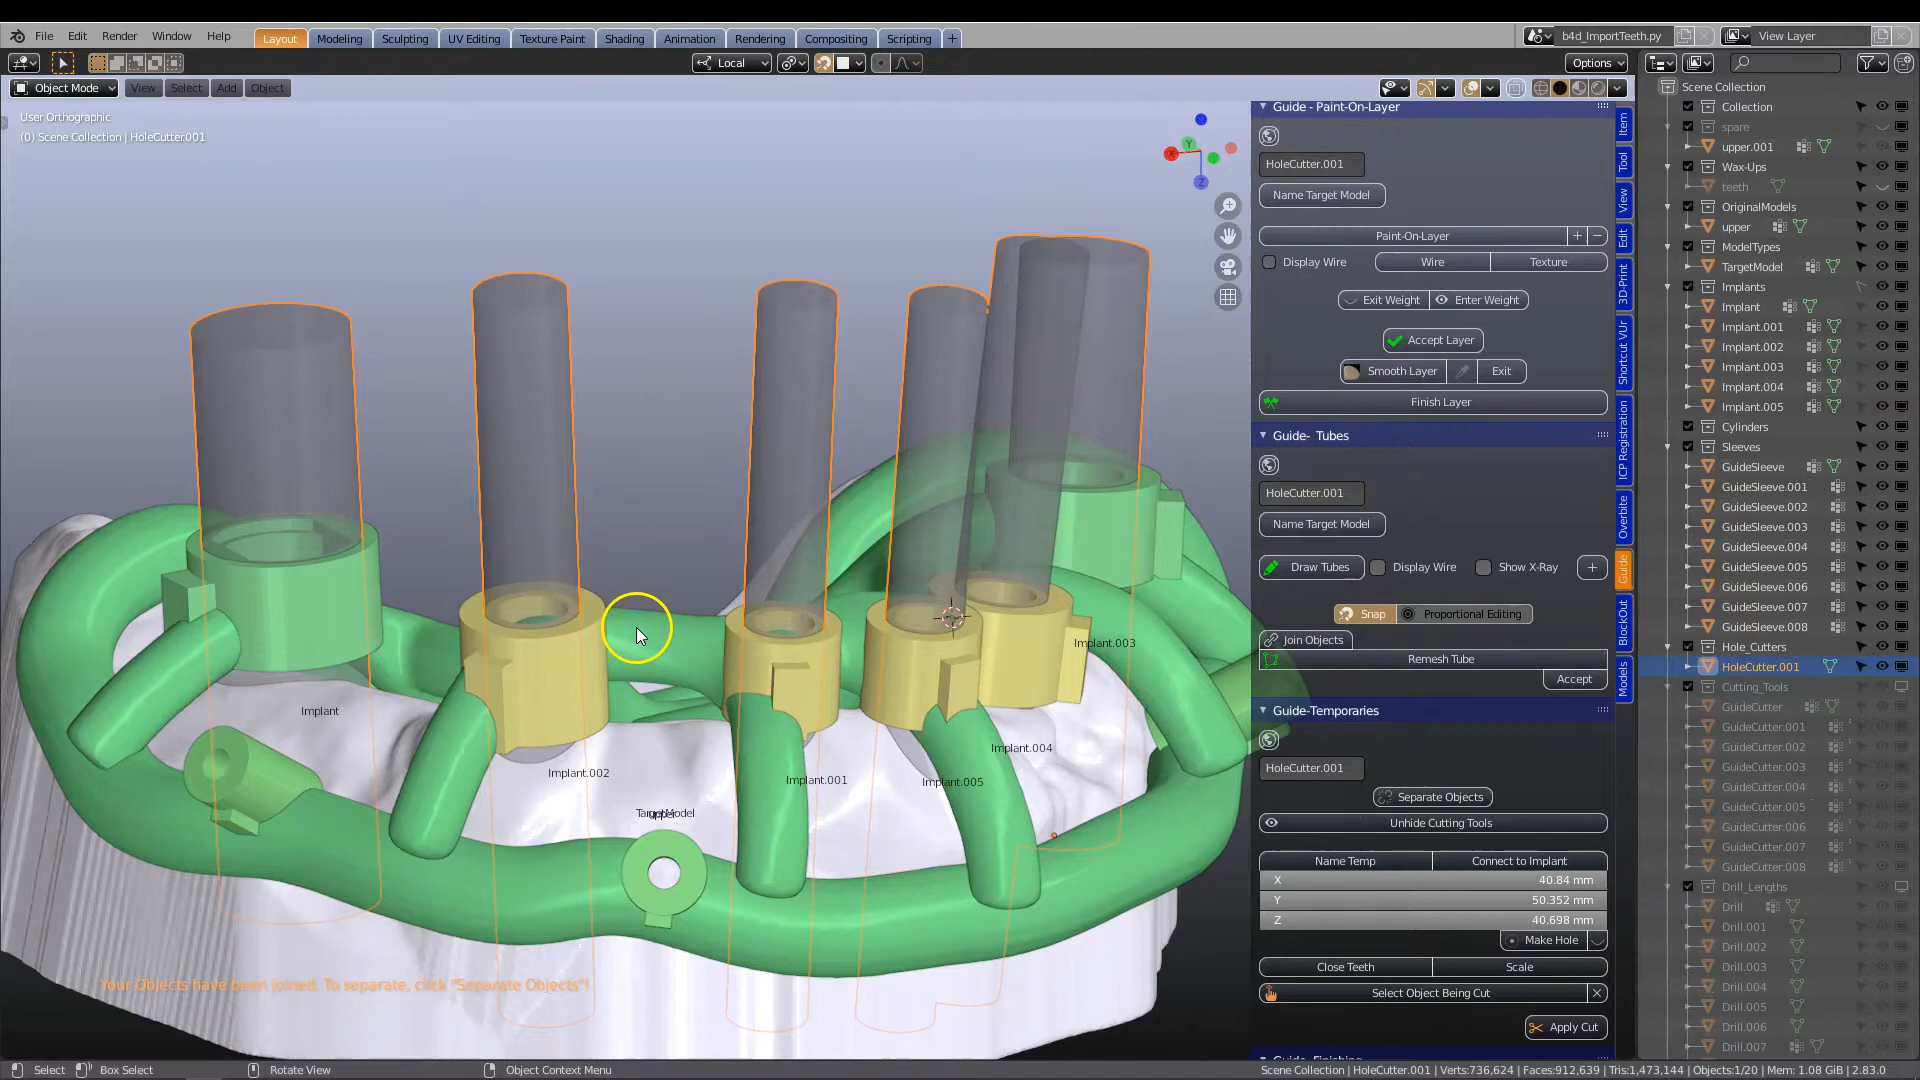 File Edit Render Window Help Layout Modeling Sculpting UV Editing Texture Paint Shading Animation Rendering Compositing Scripting + b4d_ImportTeeth.py View Layer
Local Options
Object Mode View Select Add Object
User Orthographic
(0) Scene Collection | HoleCutter.001
X Y Z
Implant
Implant.002
Implant.001
Implant.005
Implant.004
Implant.003
TargetModel
Your Objects have been joined. To separate, click "Separate Objects"!
Guide - Paint-On-Layer
HoleCutter.001
Name Target Model
Paint-On-Layer + −
Display Wire Wire Texture
Exit Weight Enter Weight
Accept Layer
Smooth Layer Exit
Finish Layer
Guide- Tubes
HoleCutter.001
Name Target Model
Draw Tubes Display Wire Show X-Ray +
Snap Proportional Editing
Join Objects
Remesh Tube
Accept
Guide-Temporaries
HoleCutter.001
Separate Objects
Unhide Cutting Tools
Name Temp Connect to Implant
X 40.84 mm
Y 50.352 mm
Z 40.698 mm
Make Hole
Close Teeth Scale
Select Object Being Cut
Apply Cut
Guide-Finishing
Item
Tool
View
Edit
3D-Print
Shortcut VUr
ICP Registration
Overbite
Guide
BlockOut
Models
Scene Collection
Collection
spare
upper.001
Wax-Ups
teeth
OriginalModels
upper
ModelTypes
TargetModel
Implants
Implant
Implant.001
Implant.002
Implant.003
Implant.004
Implant.005
Cylinders
Sleeves
GuideSleeve
GuideSleeve.001
GuideSleeve.002
GuideSleeve.003
GuideSleeve.004
GuideSleeve.005
GuideSleeve.006
GuideSleeve.007
GuideSleeve.008
Hole_Cutters
HoleCutter.001
Cutting_Tools
GuideCutter
GuideCutter.001
GuideCutter.002
GuideCutter.003
GuideCutter.004
GuideCutter.005
GuideCutter.006
GuideCutter.007
GuideCutter.008
Drill_Lengths
Drill
Drill.001
Drill.002
Drill.003
Drill.004
Drill.005
Drill.006
Drill.007
Select Box Select Rotate View Object Context Menu Scene Collection | HoleCutter.001 | Verts:736,624 | Faces:912,639 | Tris:1,473,144 | Objects:1/20 | Mem: 1.08 GiB | 2.83.0